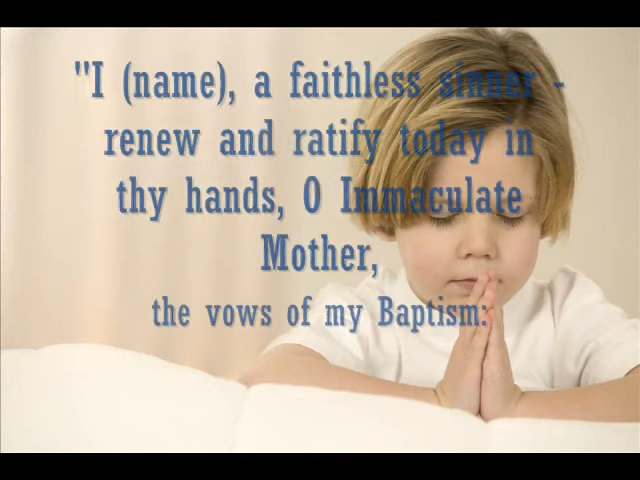 "I (name), a faithless sinner -
renew and ratify today in
thy hands, O Immaculate
Mother,
the vows of my Baptism: